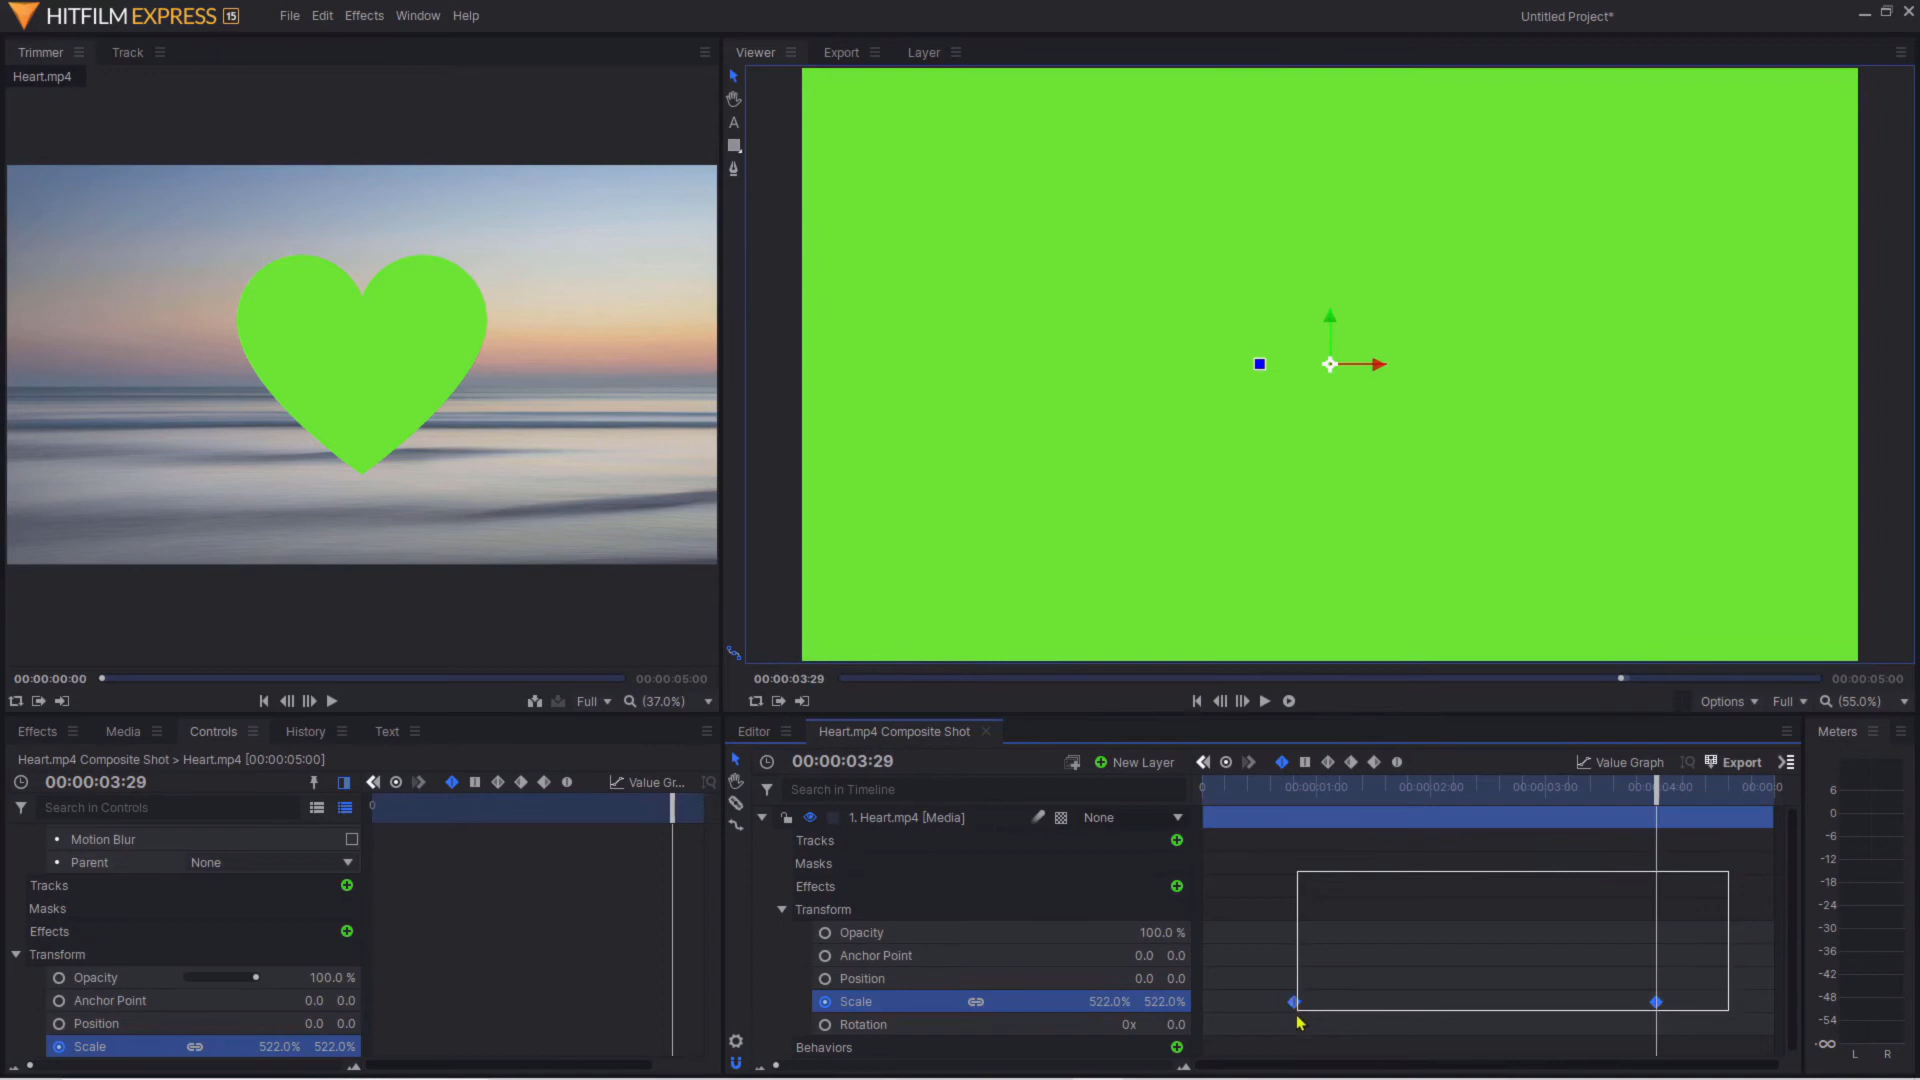 HITFILM EXPRESS 15
File Edit Effects Window Help
Untitled Project*
Trimmer Track
Viewer Export Layer
Heart.mp4
00:00:00:00 00:00:05:00
00:00:03:29 00:00:05:00
Full (37.0%)
Options Full (55.0%)
Effects Media Controls History Text
Editor Heart.mp4 Composite Shot
Meters
Heart.mp4 Composite Shot > Heart.mp4 [00:00:05:00]
00:00:03:29 Value Gr...
Search in Controls
0
Motion Blur
Parent None
Tracks
Masks
Effects
Transform
Opacity 100.0 %
Anchor Point 0.0 0.0
Position 0.0 0.0
Scale 522.0% 522.0%
00:00:03:29 New Layer Value Graph Export
Search in Timeline
0 00:00:01:00 00:00:02:00 00:00:03:00 00:00:04:00 00:00:0
1. Heart.mp4 [Media] None
Tracks
Masks
Effects
Transform
Opacity 100.0 %
Anchor Point 0.0 0.0
Position 0.0 0.0
Scale 522.0% 522.0%
Rotation 0x 0.0
Behaviors
6
0
-6
-12
-18
-24
-30
-36
-42
-48
-54
-∞
L R